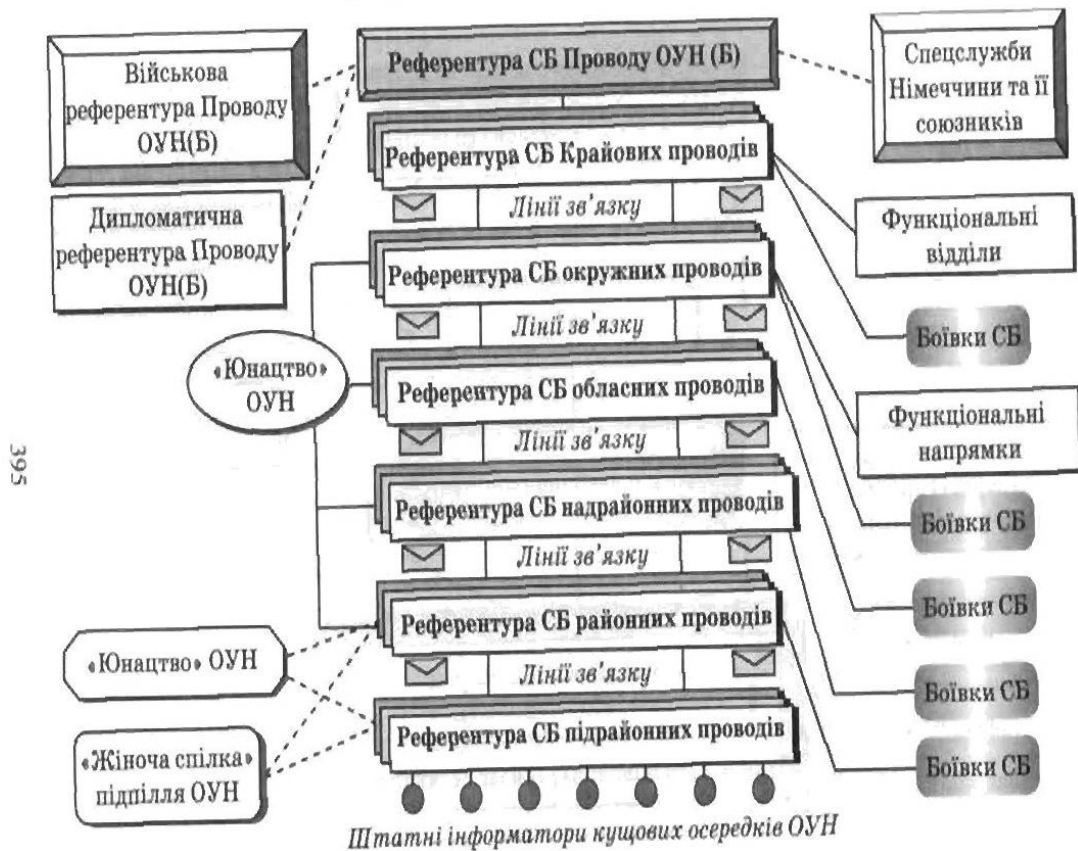 Військова
референтура Проводу
ОУН(Б)
Референтура СБ Проводу ОУН (Б)
Спецслужби
Німеччини та її
союзників
Дипломатична
референтура Проводу
ОУН(Б)
Референтура СБ Крайових проводів
Лінії зв'язку
Функціональні
відділи
Референтура СБ окружних проводів
Лінії зв'язку
Боївки СБ
«Юнацтво»
ОУН
Референтура СБ обласних проводів
Лінії зв'язку
Функціональні
напрямки
395
Референтура СБ надрайонних проводів
Лінії зв'язку
Боївки СБ
Референтура СБ районних проводів
Лінії зв'язку
Боївки СБ
«Юнацтво» ОУН
Референтура СБ підрайонних проводів
Боївки СБ
«Жіноча спілка»
підпілля ОУН
Боївки СБ
Штатні інформатори кущових осередків ОУН